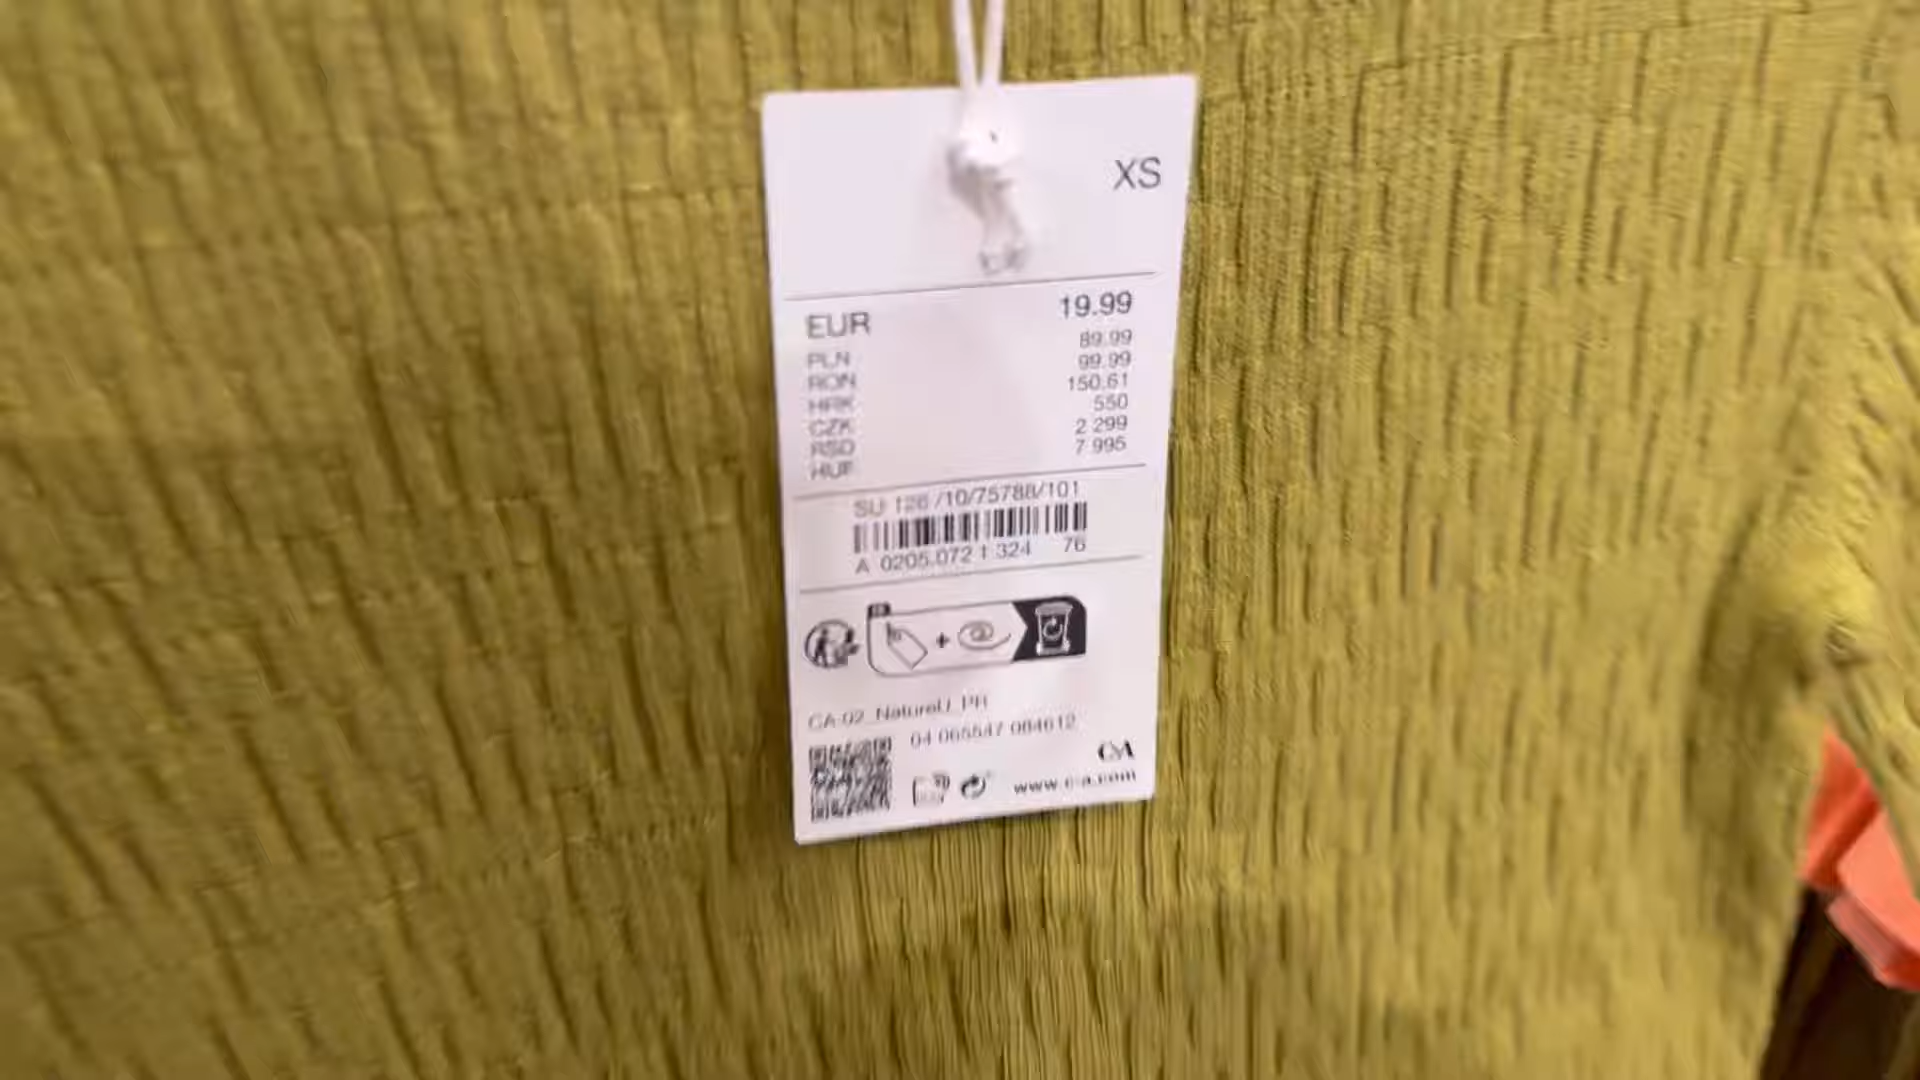 XS
EUR 19.99
PLN 89.99
RON 99.99
HRK 150.61
CZK 550
RSD 2 299
HUF 7 995
SU 126 /10/75788/101
A 0205.072 1 324 76
CA-02_NatureU_PR
04 065547 084612
C&A
www.c-a.com